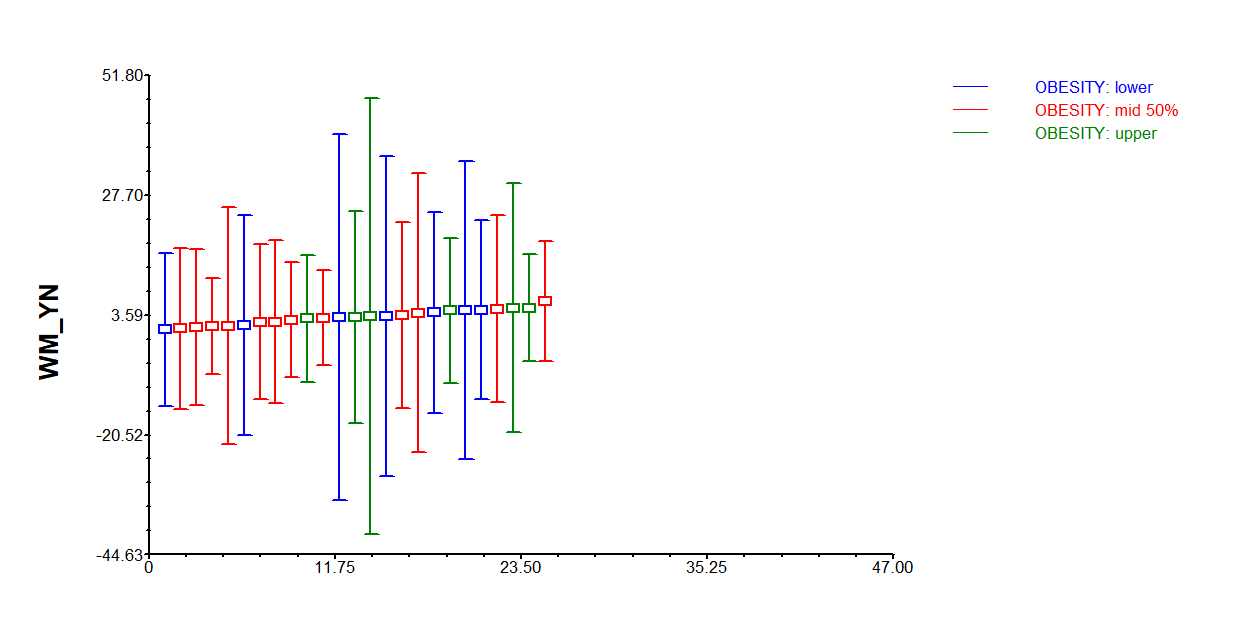 51.80
27.70
3.59
-20.52
-44.63
WM_YN
0
11.75
23.50
35.25
47.00
OBESITY: lower
OBESITY: mid 50%
OBESITY: upper